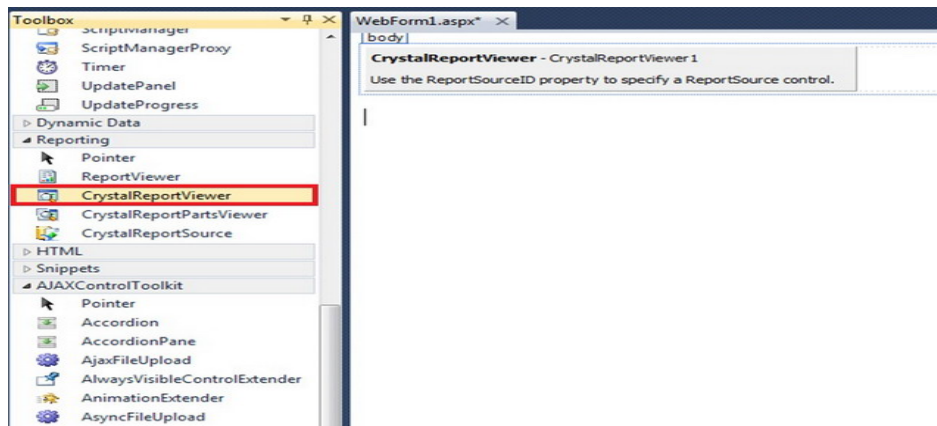 Toolbox
ScriptManager
ScriptManagerProxy
Timer
UpdatePanel
UpdateProgress
Dynamic Data
Reporting
Pointer
ReportViewer
CrystalReportViewer
CrystalReportPartsViewer
CrystalReportSource
HTML
Snippets
AJAXControlToolkit
Pointer
Accordion
AccordionPane
AjaxFileUpload
AlwaysVisibleControlExtender
AnimationExtender
AsyncFileUpload
WebForm1.aspx*
body
CrystalReportViewer - CrystalReportViewer1
Use the ReportSourceID property to specify a ReportSource control.